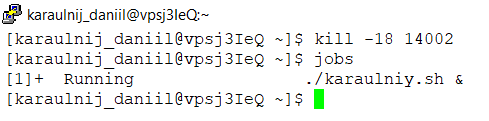 karaulnij_daniil@vpsj3IeQ:~
[karaulnij_daniil@vpsj3IeQ ~]$ kill -18 14002
[karaulnij_daniil@vpsj3IeQ ~]$ jobs
[1]+  Running                 ./karaulniy.sh &
[karaulnij_daniil@vpsj3IeQ ~]$